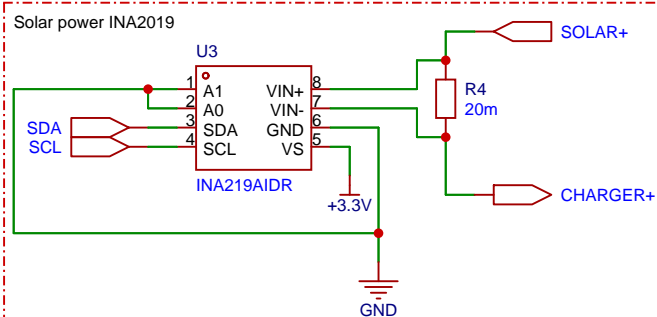 Solar power INA2019
U3
1 A1 VIN+ 8
2 A0 VIN- 7
3 SDA GND 6
4 SCL VS 5
SDA
SCL
INA219AIDR
+3.3V
SOLAR+
R4
20m
CHARGER+
GND